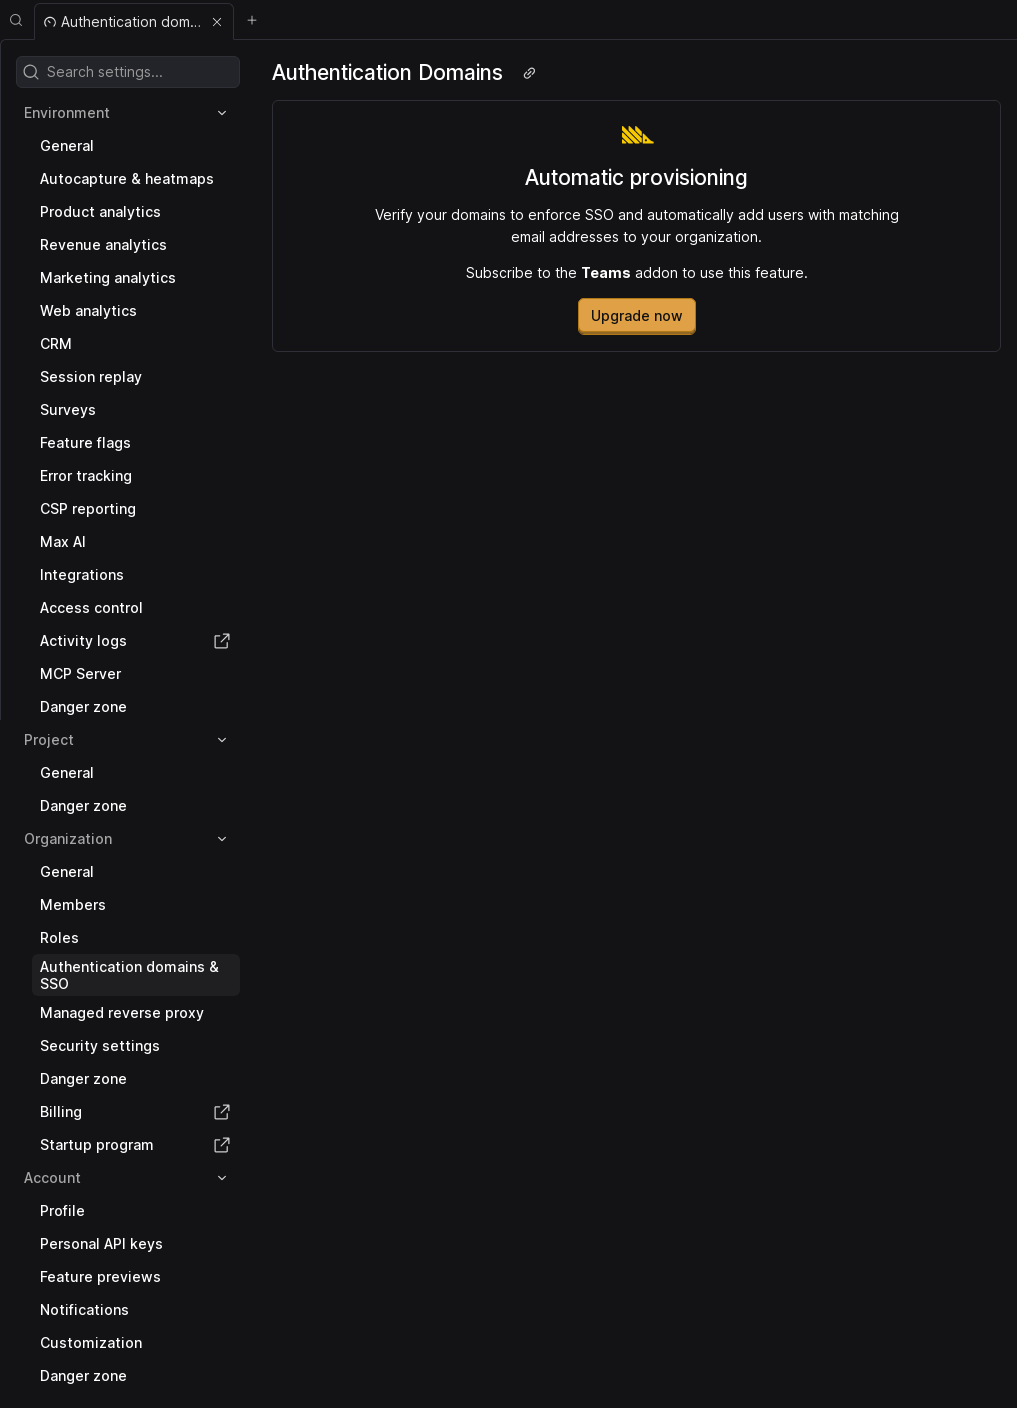 Authentication dom...
Search settings...
Environment
General
Autocapture & heatmaps
Product analytics
Revenue analytics
Marketing analytics
Web analytics
CRM
Session replay
Surveys
Feature flags
Error tracking
CSP reporting
Max AI
Integrations
Access control
Activity logs
MCP Server
Danger zone
Project
General
Danger zone
Organization
General
Members
Roles
Authentication domains &
SSO
Managed reverse proxy
Security settings
Danger zone
Billing
Startup program
Account
Profile
Personal API keys
Feature previews
Notifications
Customization
Danger zone
Authentication Domains
Automatic provisioning
Verify your domains to enforce SSO and automatically add users with matching
email addresses to your organization.
Subscribe to the Teams addon to use this feature.
Upgrade now